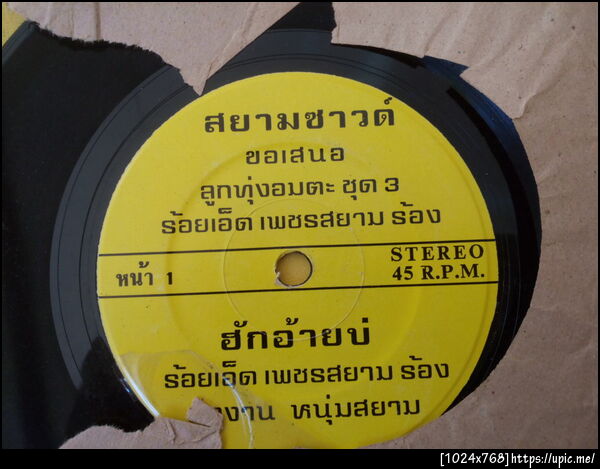 สยามซาวด์
ขอเสนอ
ลูกทุ่งอมตะ ชุด 3
ร้อยเอ็ด เพชรสยาม ร้อง
หน้า 1
STEREO
45 R.P.M.
ฮักอ้ายบ่
ร้อยเอ็ด เพชรสยาม ร้อง
หนุ่มสยาม
[1024x768]https://upic.me/